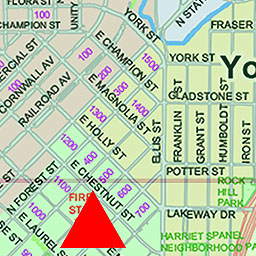 FLORA ST
CHAMPION ST
UNITY
YORK ST
N STA
FRASER
E CHAMPION ST
1500
100
YORK ST
Yo
CORNWALL AV
RAILROAD AV
100
200
300
1400
E MAGNOLIA ST
GLADSTONE ST
1300
E HOLLY ST
ELLIS ST
FRANKLIN ST
GRANT ST
HUMBOLDT ST
IRON ST
1200
400
500
POTTER ST
N FOREST ST
1100
E CHESTNUT ST
600
FIRE
ST
ROCK
HILL
PARK
1000
E LAUREL
700
LAKEWAY DR
HARRIET SPANEL
NEIGHBORHOOD
PARK